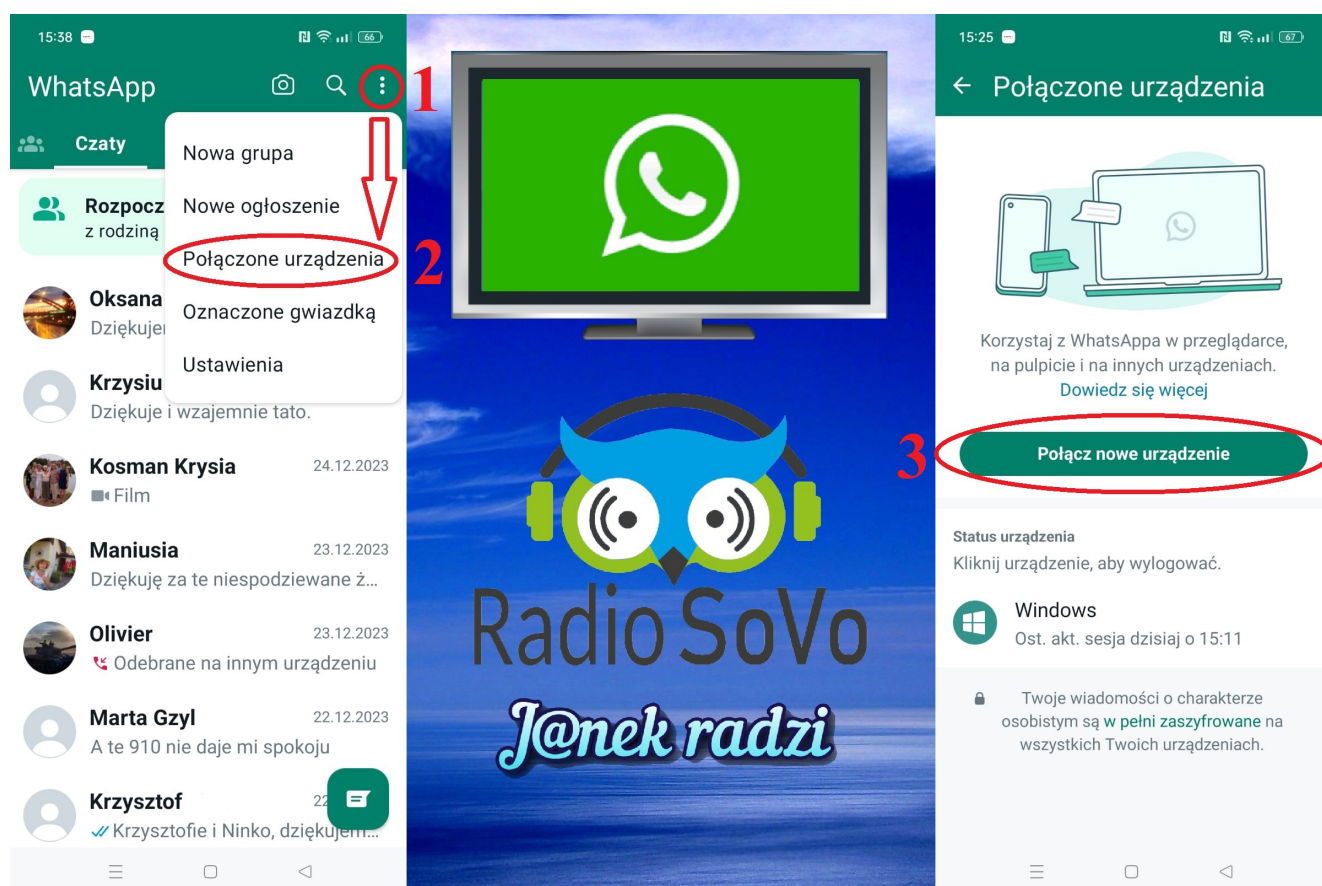 15:38
66
WhatsApp
1
Czaty
Nowa grupa
Nowe ogłoszenie
Połączone urządzenia
2
Oznaczone gwiazdką
Ustawienia
Rozpocz
z rodziną
Oksana
Dziękuje
Krzysiu
Dziękuje i wzajemnie tato.
Kosman Krysia 24.12.2023
Film
Maniusia 23.12.2023
Dziękuję za te niespodziewane ż...
Olivier 23.12.2023
Odebrane na innym urządzeniu
Marta Gzyl 22.12.2023
A te 910 nie daje mi spokoju
Krzysztof 22
Krzysztofie i Ninko, dziękujem...
Radio SoVo
J@nek radzi
15:25
67
Połączone urządzenia
Korzystaj z WhatsAppa w przeglądarce,
na pulpicie i na innych urządzeniach.
Dowiedz się więcej
3
Połącz nowe urządzenie
Status urządzenia
Kliknij urządzenie, aby wylogować.
Windows
Ost. akt. sesja dzisiaj o 15:11
Twoje wiadomości o charakterze
osobistym są w pełni zaszyfrowane na
wszystkich Twoich urządzeniach.